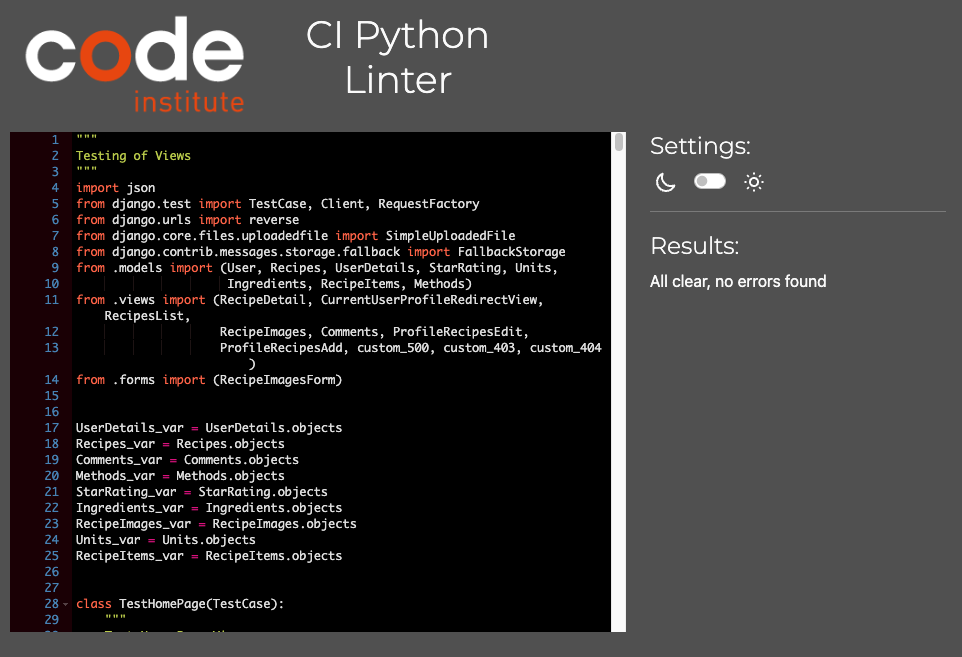 code
institute
CI Python
Linter
1 """
2 Testing of Views
3 """
4 import json
5 from django.test import TestCase, Client, RequestFactory
6 from django.urls import reverse
7 from django.core.files.uploadedfile import SimpleUploadedFile
8 from django.contrib.messages.storage.fallback import FallbackStorage
9 from .models import (User, Recipes, UserDetails, StarRating, Units,
10 Ingredients, RecipeItems, Methods)
11 from .views import (RecipeDetail, CurrentUserProfileRedirectView,
RecipesList,
12 RecipeImages, Comments, ProfileRecipesEdit,
13 ProfileRecipesAdd, custom_500, custom_403, custom_404
)
14 from .forms import (RecipeImagesForm)
15
16
17 UserDetails_var = UserDetails.objects
18 Recipes_var = Recipes.objects
19 Comments_var = Comments.objects
20 Methods_var = Methods.objects
21 StarRating_var = StarRating.objects
22 Ingredients_var = Ingredients.objects
23 RecipeImages_var = RecipeImages.objects
24 Units_var = Units.objects
25 RecipeItems_var = RecipeItems.objects
26
27
28 class TestHomePage(TestCase):
29 """
Settings:
Results:
All clear, no errors found